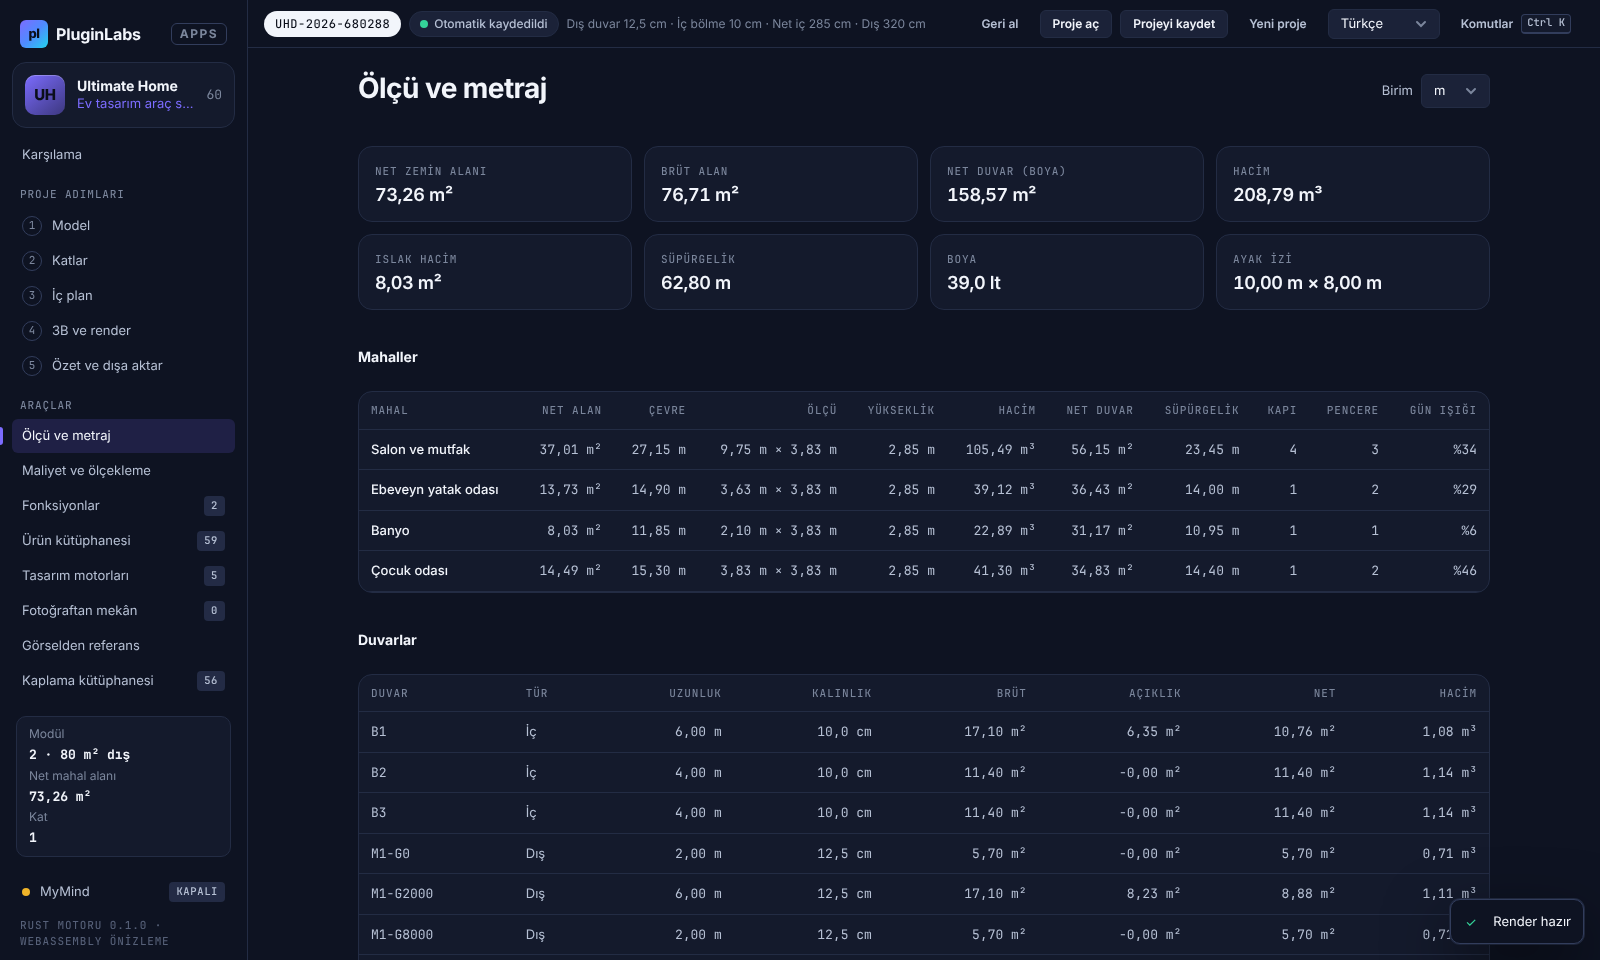 pl PluginLabs APPS
UH Ultimate Home
Ev tasarım araç s... 60
Karşılama
PROJE ADIMLARI
1 Model
2 Katlar
3 İç plan
4 3B ve render
5 Özet ve dışa aktar
ARAÇLAR
Ölçü ve metraj
Maliyet ve ölçekleme
Fonksiyonlar 2
Ürün kütüphanesi 59
Tasarım motorları 5
Fotoğraftan mekân 0
Görselden referans
Kaplama kütüphanesi 56
Modül
2 · 80 m² dış
Net mahal alanı
73,26 m²
Kat
1
MyMind KAPALI
RUST MOTORU 0.1.0 ·
WEBASSEMBLY ÖNİZLEME
UHD-2026-680288 Otomatik kaydedildi Dış duvar 12,5 cm · İç bölme 10 cm · Net iç 285 cm · Dış 320 cm Geri al Proje aç Projeyi kaydet Yeni proje Türkçe Komutlar Ctrl K
Ölçü ve metraj Birim m
NET ZEMİN ALANI BRÜT ALAN NET DUVAR (BOYA) HACİM
73,26 m² 76,71 m² 158,57 m² 208,79 m³
ISLAK HACİM SÜPÜRGELİK BOYA AYAK İZİ
8,03 m² 62,80 m 39,0 lt 10,00 m × 8,00 m
Mahaller
MAHAL NET ALAN ÇEVRE ÖLÇÜ YÜKSEKLİK HACİM NET DUVAR SÜPÜRGELİK KAPI PENCERE GÜN IŞIĞI
Salon ve mutfak 37,01 m² 27,15 m 9,75 m × 3,83 m 2,85 m 105,49 m³ 56,15 m² 23,45 m 4 3 %34
Ebeveyn yatak odası 13,73 m² 14,90 m 3,63 m × 3,83 m 2,85 m 39,12 m³ 36,43 m² 14,00 m 1 2 %29
Banyo 8,03 m² 11,85 m 2,10 m × 3,83 m 2,85 m 22,89 m³ 31,17 m² 10,95 m 1 1 %6
Çocuk odası 14,49 m² 15,30 m 3,83 m × 3,83 m 2,85 m 41,30 m³ 34,83 m² 14,40 m 1 2 %46
Duvarlar
DUVAR TÜR UZUNLUK KALINLIK BRÜT AÇIKLIK NET HACİM
B1 İç 6,00 m 10,0 cm 17,10 m² 6,35 m² 10,76 m² 1,08 m³
B2 İç 4,00 m 10,0 cm 11,40 m² -0,00 m² 11,40 m² 1,14 m³
B3 İç 4,00 m 10,0 cm 11,40 m² -0,00 m² 11,40 m² 1,14 m³
M1-G0 Dış 2,00 m 12,5 cm 5,70 m² -0,00 m² 5,70 m² 0,71 m³
M1-G2000 Dış 6,00 m 12,5 cm 17,10 m² 8,23 m² 8,88 m² 1,11 m³
M1-G8000 Dış 2,00 m 12,5 cm 5,70 m² -0,00 m² 5,70 m²
Render hazır